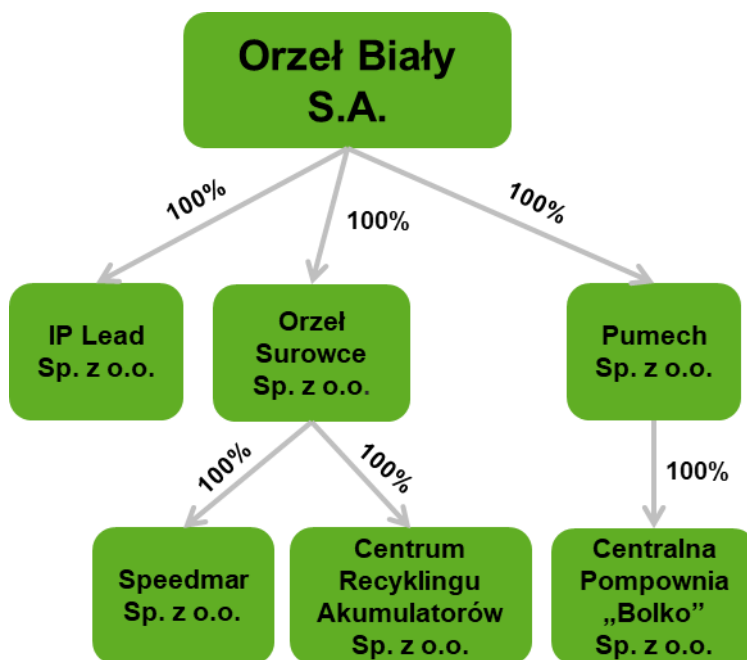 Orzeł Biały
S.A.
100%
100%
100%
IP Lead
Sp. z o.o.
Orzeł
Surowce
Sp. z o.o.
Pumech
Sp. z o.o.
100%
100%
100%
Speedmar
Sp. z o.o.
Centrum
Recyklingu
Akumulatorów
Sp. z o.o.
Centralna
Pompownia
„Bolko”
Sp. z o.o.